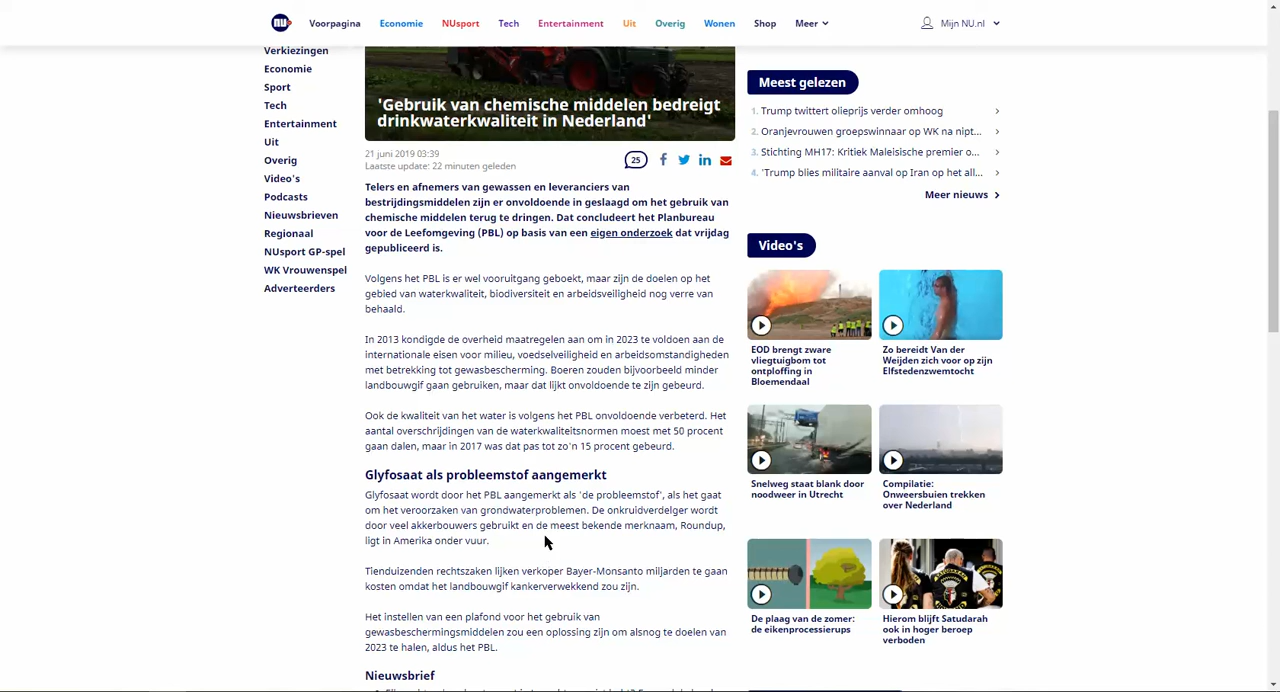 NU
Voorpagina
Economie
NUsport
Tech
Entertainment
Uit
Overig
Wonen
Shop
Meer
Mijn NU.nl
Verkiezingen
Economie
Sport
Tech
Entertainment
Uit
Overig
Video's
Podcasts
Nieuwsbrieven
Regionaal
NUsport GP-spel
WK Vrouwenspel
Adverteerders
'Gebruik van chemische middelen bedreigt
drinkwaterkwaliteit in Nederland'
21 juni 2019 03:39
Laatste update: 22 minuten geleden
25
Telers en afnemers van gewassen en leveranciers van
bestrijdingsmiddelen zijn er onvoldoende in geslaagd om het gebruik van
chemische middelen terug te dringen. Dat concludeert het Planbureau
voor de Leefomgeving (PBL) op basis van een eigen onderzoek dat vrijdag
gepubliceerd is.
Volgens het PBL is er wel vooruitgang geboekt, maar zijn de doelen op het
gebied van waterkwaliteit, biodiversiteit en arbeidsveiligheid nog verre van
behaald.
In 2013 kondigde de overheid maatregelen aan om in 2023 te voldoen aan de
internationale eisen voor milieu, voedselveiligheid en arbeidsomstandigheden
met betrekking tot gewasbescherming. Boeren zouden bijvoorbeeld minder
landbouwgif gaan gebruiken, maar dat lijkt onvoldoende te zijn gebeurd.
Ook de kwaliteit van het water is volgens het PBL onvoldoende verbeterd. Het
aantal overschrijdingen van de waterkwaliteitsnormen moest met 50 procent
gaan dalen, maar in 2017 was dat pas tot zo'n 15 procent gebeurd.
Glyfosaat als probleemstof aangemerkt
Glyfosaat wordt door het PBL aangemerkt als 'de probleemstof', als het gaat
om het veroorzaken van grondwaterproblemen. De onkruidverdelger wordt
door veel akkerbouwers gebruikt en de meest bekende merknaam, Roundup,
ligt in Amerika onder vuur.
Tienduizenden rechtszaken lijken verkoper Bayer-Monsanto miljarden te gaan
kosten omdat het landbouwgif kankerverwekkend zou zijn.
Het instellen van een plafond voor het gebruik van
gewasbeschermingsmiddelen zou een oplossing zijn om alsnog te doelen van
2023 te halen, aldus het PBL.
Nieuwsbrief
Meest gelezen
1. Trump twittert olieprijs verder omhoog
2. Oranjevrouwen groepswinnaar op WK na nipt...
3. Stichting MH17: Kritiek Maleisische premier o...
4. 'Trump blies militaire aanval op Iran op het all...
Meer nieuws
Video's
EOD brengt zware
vliegtuigbom tot
ontploffing in
Bloemendaal
Zo bereidt Van der
Weijden zich voor op zijn
Elfstedenzwemtocht
Snelweg staat blank door
noodweer in Utrecht
Compilatie:
Onweersbuien trekken
over Nederland
De plaag van de zomer:
de eikenprocessierups
Hierom blijft Satudarah
ook in hoger beroep
verboden